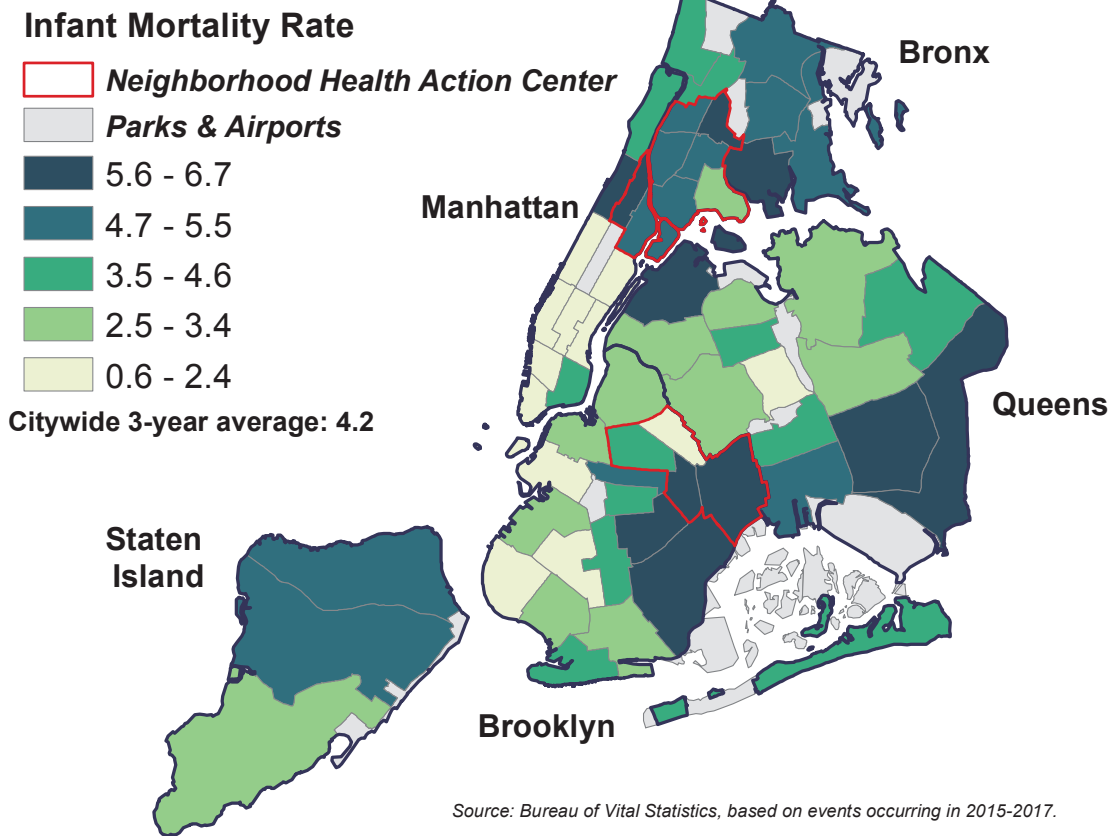 Infant Mortality Rate
Neighborhood Health Action Center
Parks & Airports
5.6 - 6.7
4.7 - 5.5
3.5 - 4.6
2.5 - 3.4
0.6 - 2.4
Citywide 3-year average: 4.2
Bronx
Manhattan
Queens
Staten
Island
Brooklyn
Source: Bureau of Vital Statistics, based on events occurring in 2015-2017.